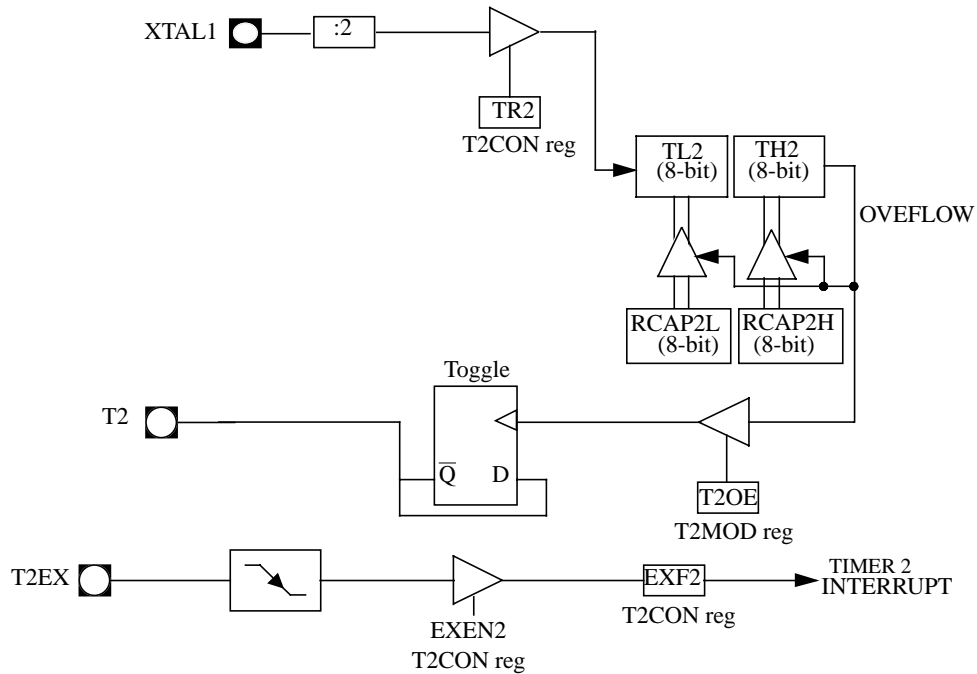 XTAL1
:2
TR2
T2CON reg
TL2
(8-bit)
TH2
(8-bit)
OVEFLOW
RCAP2L
(8-bit)
RCAP2H
(8-bit)
Toggle
T2
Q
D
T2OE
T2MOD reg
T2EX
EXEN2
T2CON reg
EXF2
T2CON reg
TIMER 2
INTERRUPT